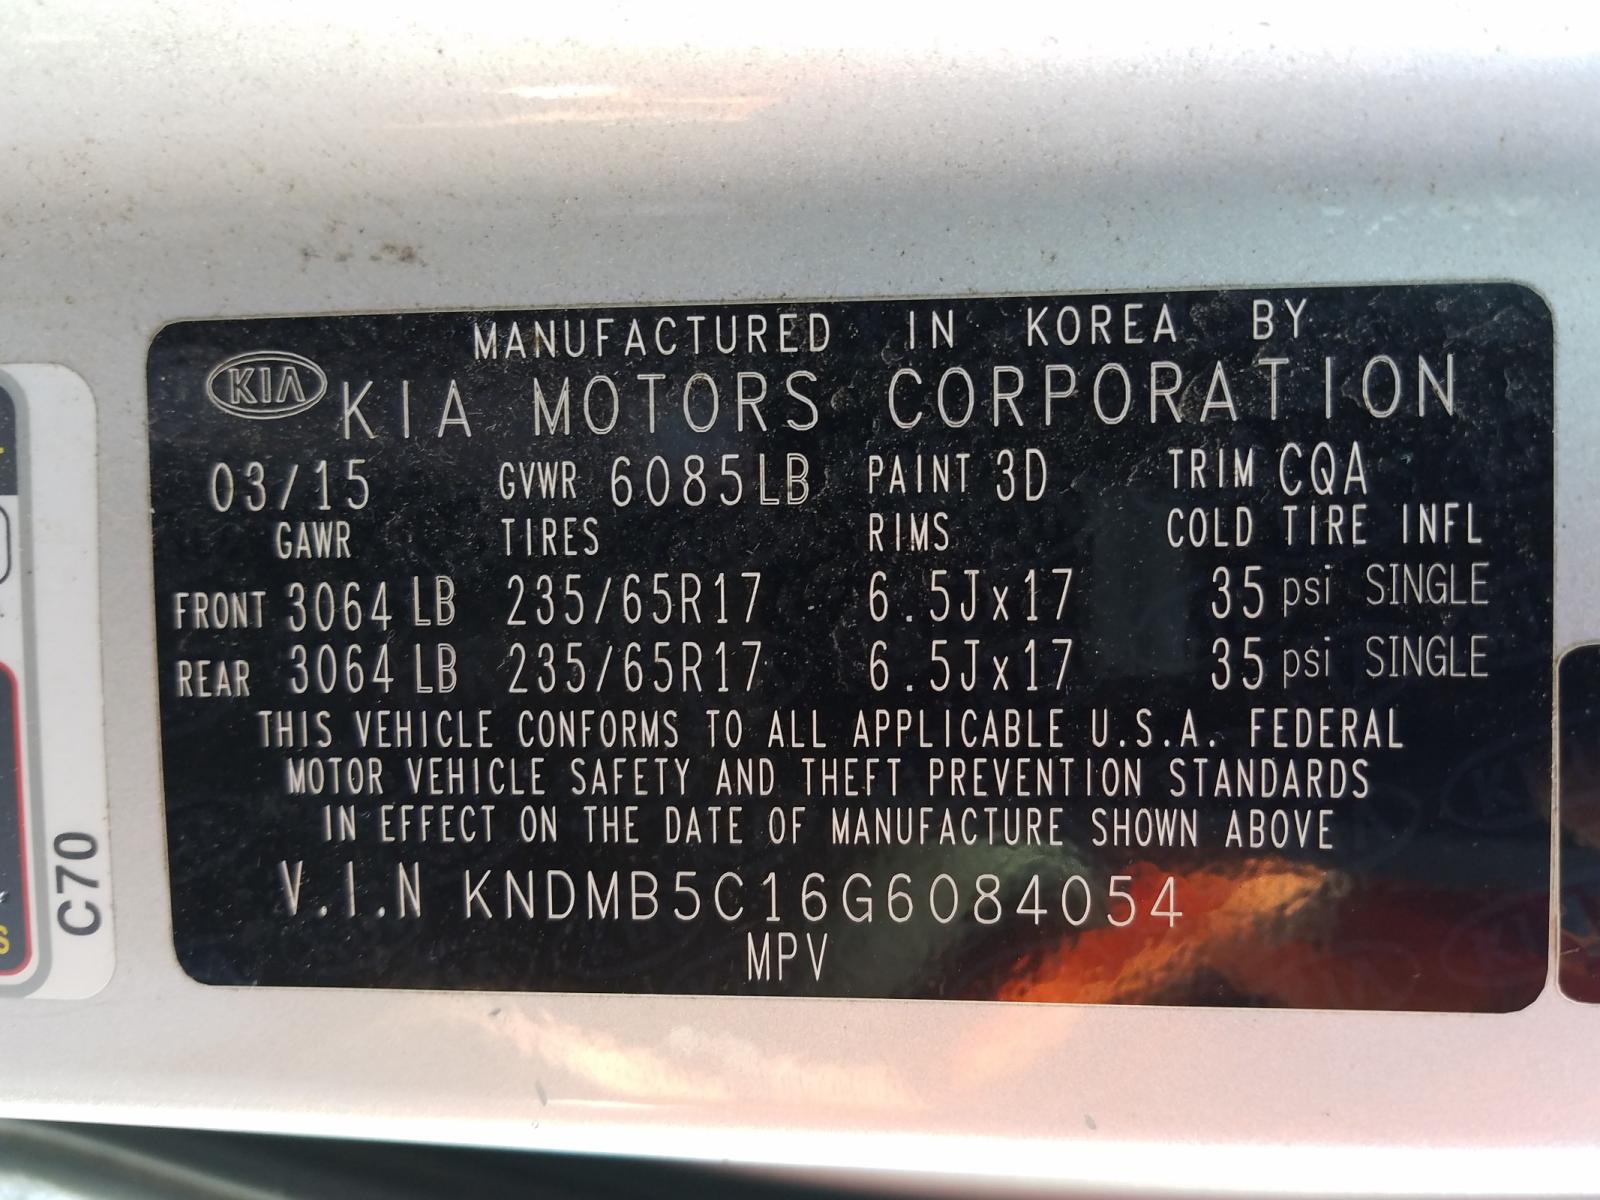 MANUFACTURED IN KOREA BY
KIA KIA MOTORS CORPORATION
03/15 GVWR 6085LB PAINT 3D TRIM CQA
GAWR TIRES RIMS COLD TIRE INFL
FRONT 3064 LB 235/65R17 6.5Jx17 35 psi SINGLE
REAR 3064 LB 235/65R17 6.5Jx17 35 psi SINGLE
THIS VEHICLE CONFORMS TO ALL APPLICABLE U.S.A. FEDERAL
MOTOR VEHICLE SAFETY AND THEFT PREVENTION STANDARDS
IN EFFECT ON THE DATE OF MANUFACTURE SHOWN ABOVE
V.I.N KNDMB5C16G6084054
MPV
C70